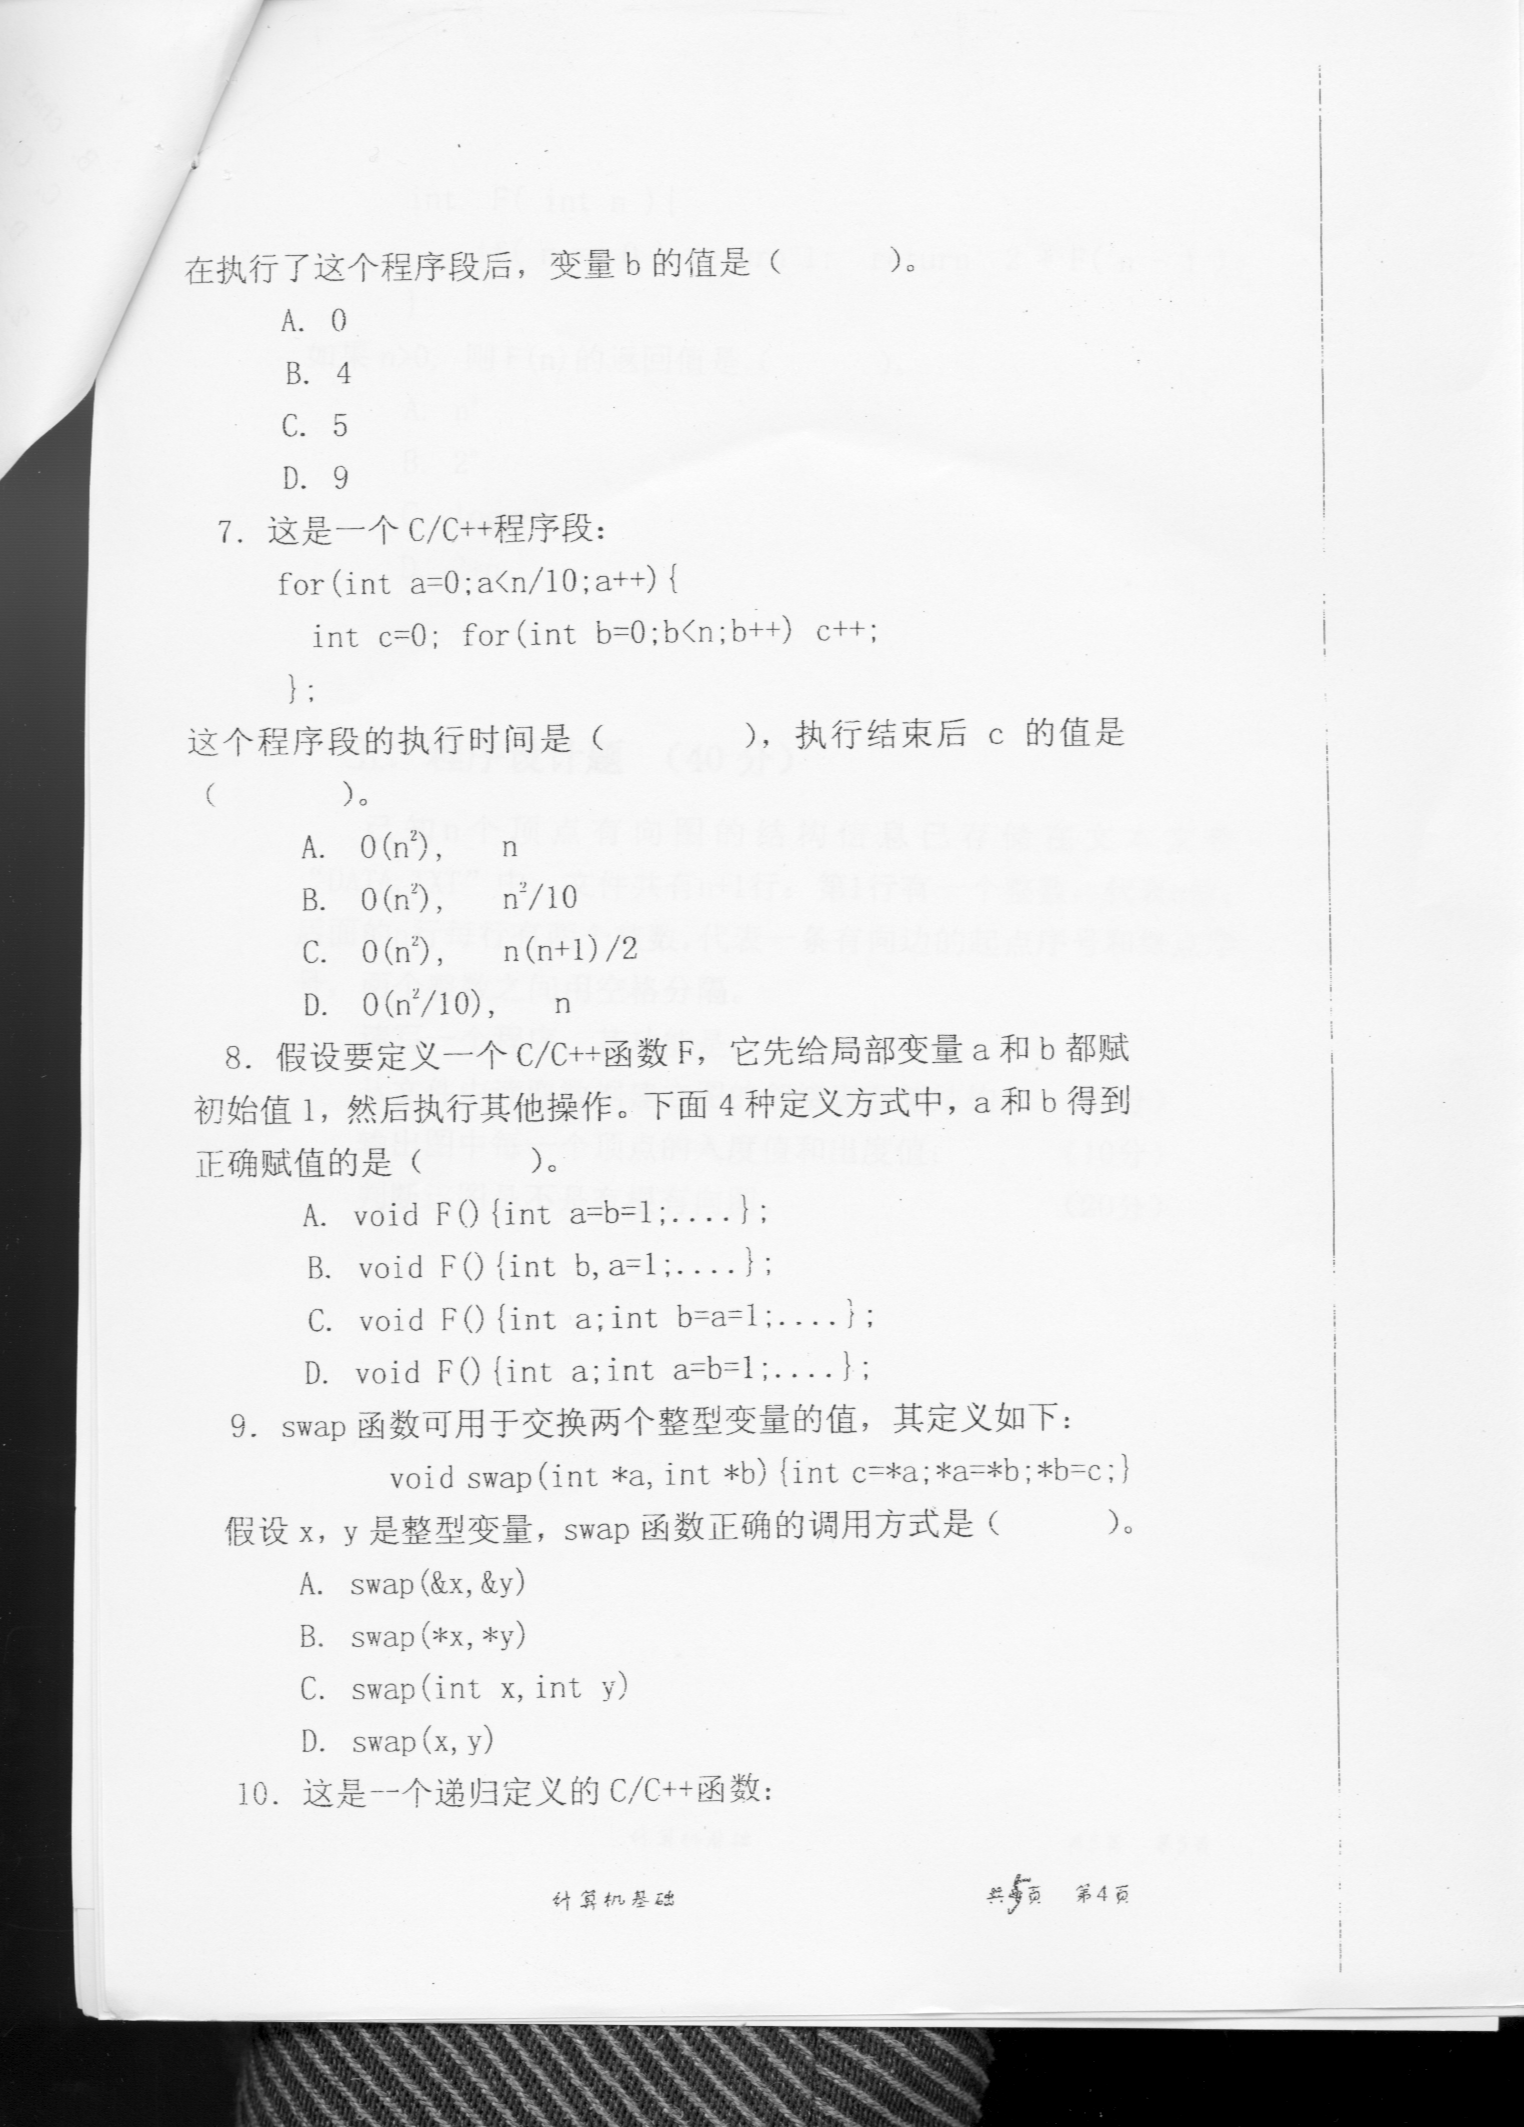 在执行了这个程序段后，变量 b 的值是（　　　）。
A. 0
B. 4
C. 5
D. 9
7. 这是一个 C/C++程序段：
for(int a=0;a<n/10;a++){
int c=0; for(int b=0;b<n;b++) c++;
};
这个程序段的执行时间是（　　　　），执行结束后 c 的值是
（　　　　）。
A. O(n²), n
B. O(n²), n²/10
C. O(n²), n(n+1)/2
D. O(n²/10), n
8. 假设要定义一个 C/C++函数 F，它先给局部变量 a 和 b 都赋
初始值 1，然后执行其他操作。下面 4 种定义方式中，a 和 b 得到
正确赋值的是（　　　）。
A. void F(){int a=b=1;....};
B. void F(){int b,a=1;....};
C. void F(){int a;int b=a=1;....};
D. void F(){int a;int a=b=1;....};
9. swap 函数可用于交换两个整型变量的值，其定义如下：
void swap(int *a,int *b){int c=*a;*a=*b;*b=c;}
假设 x，y 是整型变量，swap 函数正确的调用方式是（　　　）。
A. swap(&x,&y)
B. swap(*x,*y)
C. swap(int x,int y)
D. swap(x,y)
10. 这是一个递归定义的 C/C++函数：
计算机基础 共5页 第4页